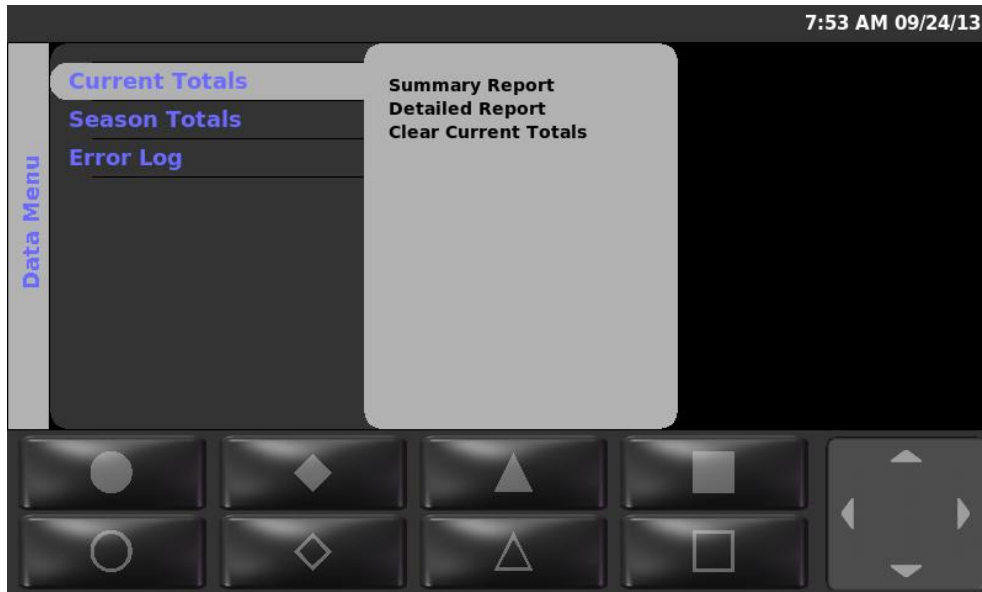 7:53 AM 09/24/13
Data Menu
Current Totals
Season Totals
Error Log
Summary Report
Detailed Report
Clear Current Totals